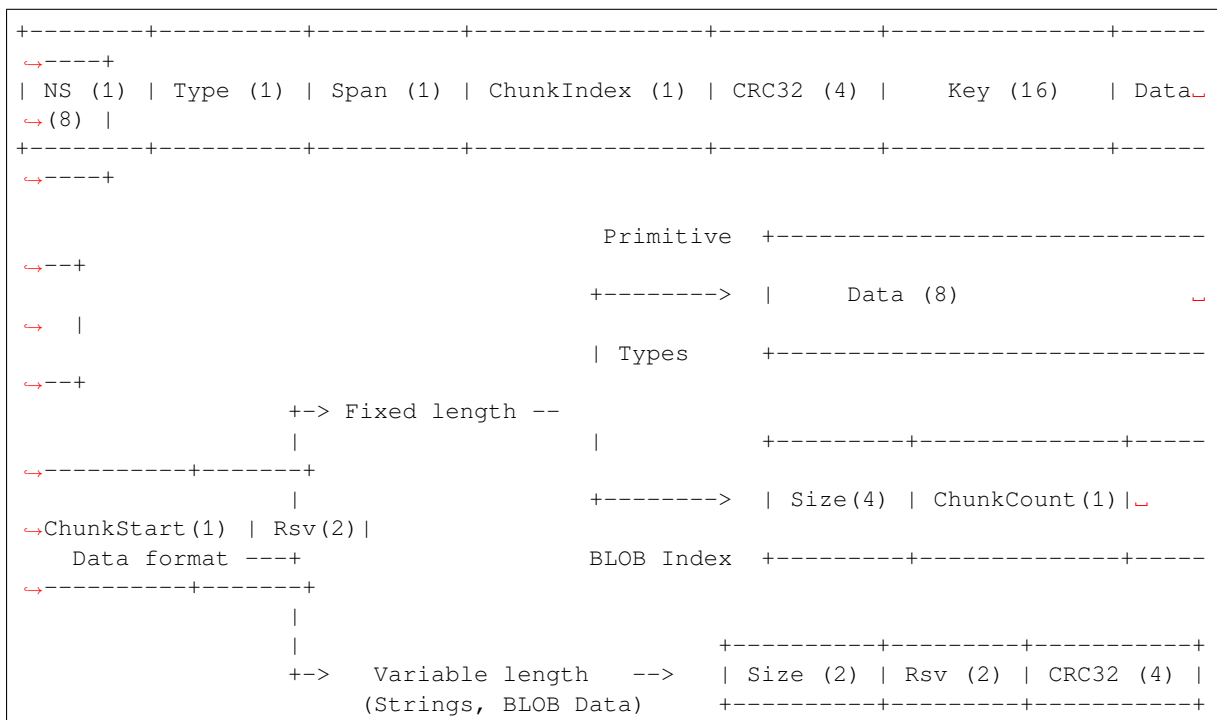 +--------+----------+----------+---------------+-----------+---------------+------
↪----+
| NS (1) | Type (1) | Span (1) | ChunkIndex (1) | CRC32 (4) |    Key (16)   | Data␣
↪(8) |
+--------+----------+----------+---------------+-----------+---------------+------
↪----+
Primitive  +------------------------------
↪--+
+-------->  |     Data (8)                ␣
↪  |
| Types     +------------------------------
↪--+
+-> Fixed length --
|                    |           +---------+--------------+-----
↪----------+-------+
|                    +-------->  | Size(4) | ChunkCount(1)|␣
↪ChunkStart(1) | Rsv(2)|
Data format ---+                    BLOB Index  +---------+--------------+-----
↪----------+-------+
|
|                             +----------+---------+-----------+
+->   Variable length   -->   | Size (2) | Rsv (2) | CRC32 (4) |
(Strings, BLOB Data)     +----------+---------+-----------+